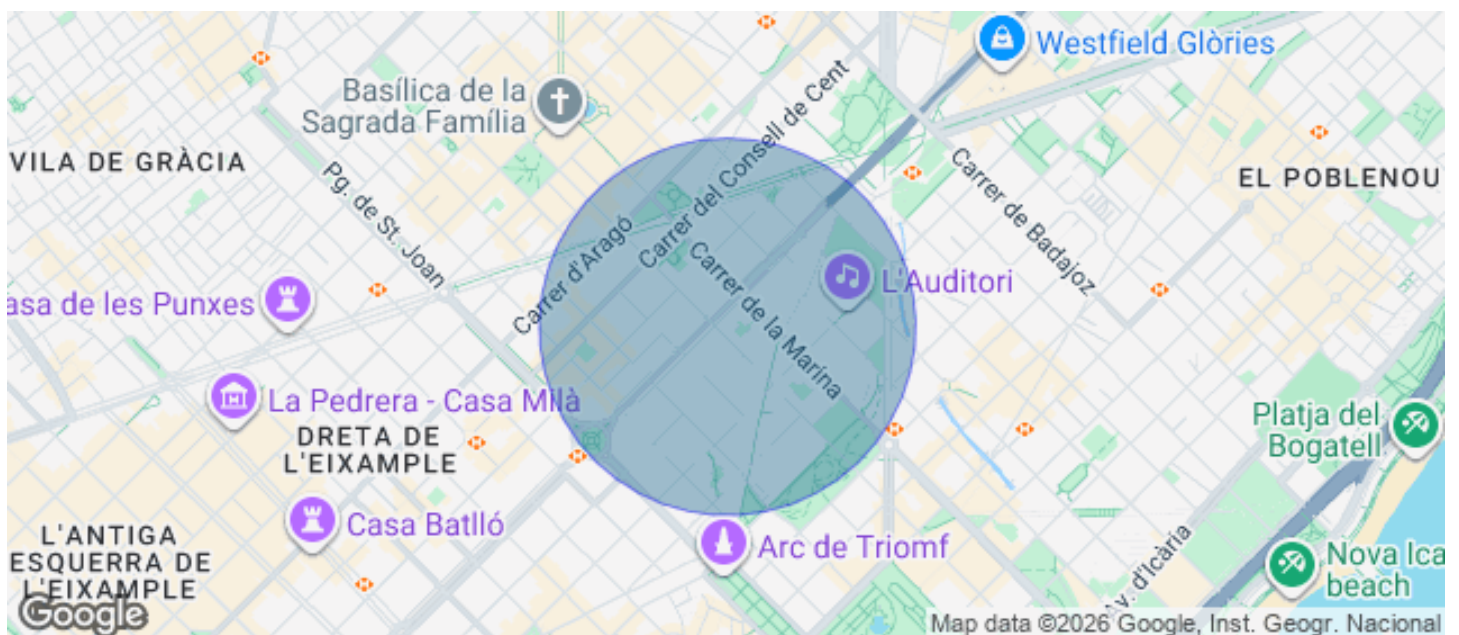 Westfield Glòries
Basílica de la
Sagrada Família
VILA DE GRÀCIA
Pg. de St. Joan
Carrer d'Aragó
Carrer del Consell de Cent
Carrer de Badajoz
EL POBLENOU
Carrer de la Marina
L'Auditori
asa de les Punxes
La Pedrera - Casa Milà
DRETA DE
L'EIXAMPLE
Platja del
Bogatell
Casa Batlló
Arc de Triomf
L'ANTIGA
ESQUERRA DE
L'EIXAMPLE
Av. d'Icària
Nova Ica
beach
Google
Map data ©2026 Google, Inst. Geogr. Nacional